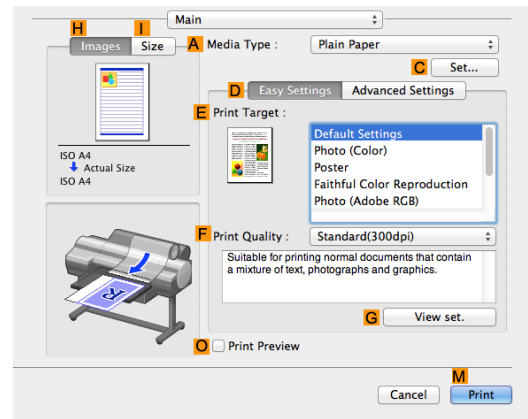 Main
H
I
Images
Size
A
Media Type :
Plain Paper
C
Set...
D
Easy Settings
Advanced Settings
E
Print Target :
Default Settings
Photo (Color)
Poster
Faithful Color Reproduction
Photo (Adobe RGB)
ISO A4
Actual Size
ISO A4
F
Print Quality :
Standard(300dpi)
Suitable for printing normal documents that contain
a mixture of text, photographs and graphics.
R
G
View set.
O
Print Preview
M
Cancel
Print